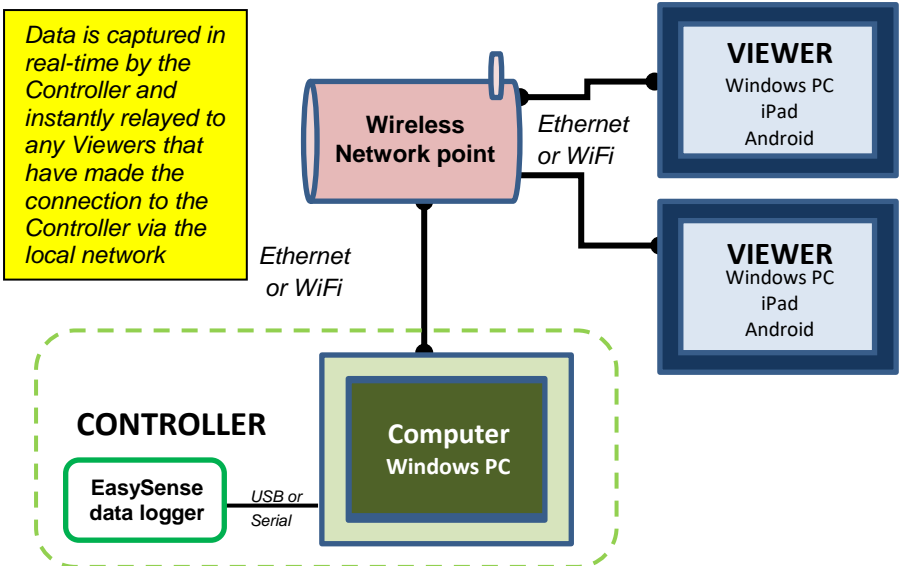 Data is captured in
real-time by the
Controller and
instantly relayed to
any Viewers that
have made the
connection to the
Controller via the
local network
Wireless
Network point
Ethernet
or WiFi
VIEWER
Windows PC
iPad
Android
VIEWER
Windows PC
iPad
Android
Ethernet
or WiFi
CONTROLLER
EasySense
data logger
USB or
Serial
Computer
Windows PC